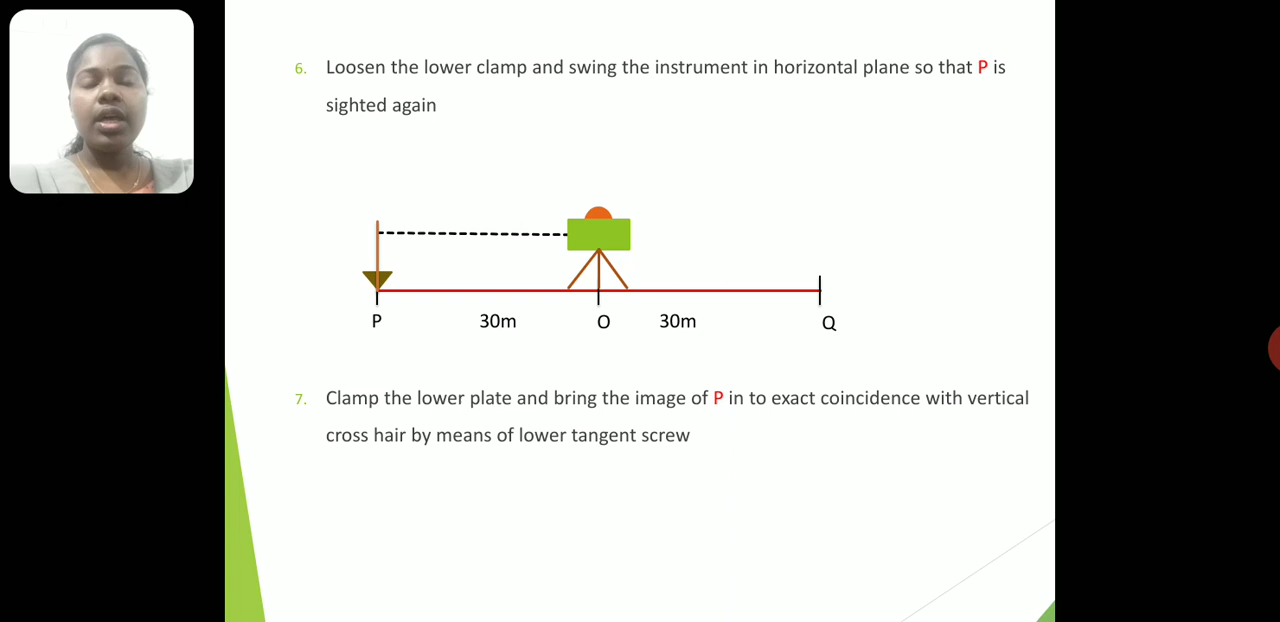 6. Loosen the lower clamp and swing the instrument in horizontal plane so that P is
sighted again
P 30m O 30m Q
7. Clamp the lower plate and bring the image of P in to exact coincidence with vertical
cross hair by means of lower tangent screw